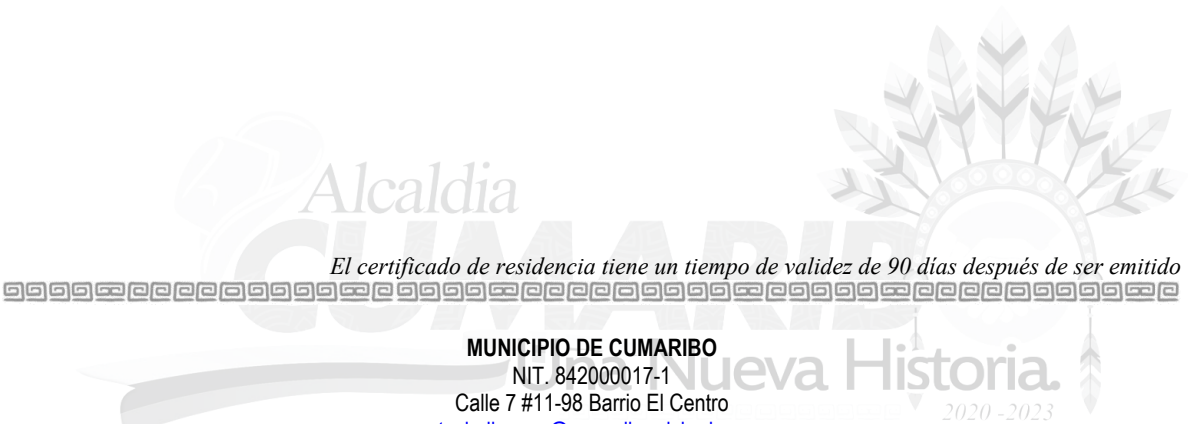 Alcaldia
CUMARIBO
El certificado de residencia tiene un tiempo de validez de 90 días después de ser emitido
MUNICIPIO DE CUMARIBO
Una Nueva Historia.
NIT. 842000017-1
Calle 7 #11-98 Barrio El Centro
2020 -2023